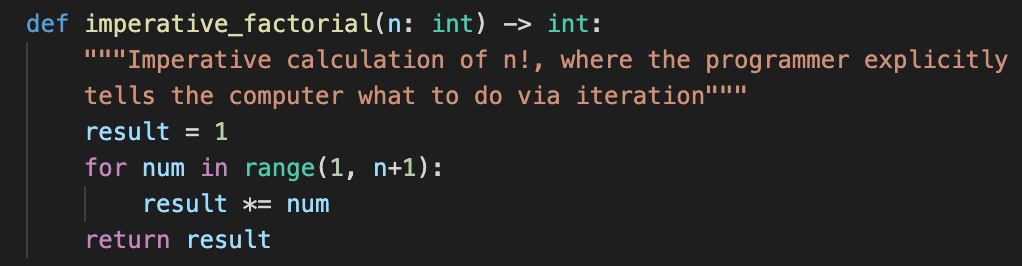 def imperative_factorial(n: int) -> int:
    """Imperative calculation of n!, where the programmer explicitly
    tells the computer what to do via iteration"""
    result = 1
    for num in range(1, n+1):
        result *= num
    return result